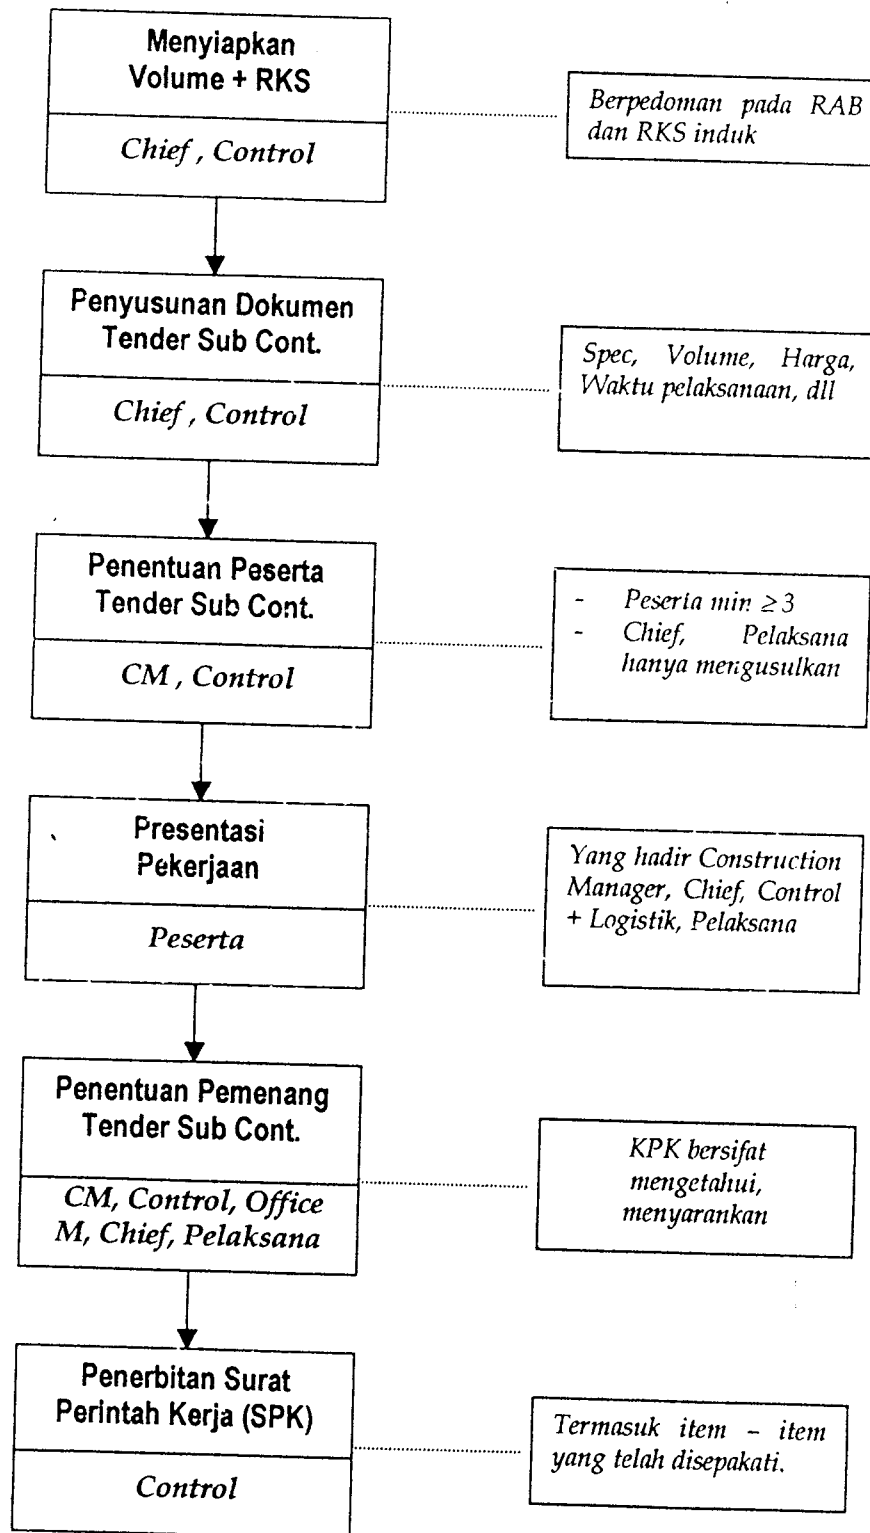 Menyiapkan
Volume + RKS
Chief , Control
Berpedoman pada RAB
dan RKS induk
Penyusunan Dokumen
Tender Sub Cont.
Chief , Control
Spec, Volume, Harga,
Waktu pelaksanaan, dll
Penentuan Peserta
Tender Sub Cont.
CM , Control
- Peserta min ≥ 3
- Chief, Pelaksana
hanya mengusulkan
Presentasi
Pekerjaan
Peserta
Yang hadir Construction
Manager, Chief, Control
+ Logistik, Pelaksana
Penentuan Pemenang
Tender Sub Cont.
CM, Control, Office
M, Chief, Pelaksana
KPK bersifat
mengetahui,
menyarankan
Penerbitan Surat
Perintah Kerja (SPK)
Control
Termasuk item – item
yang telah disepakati.